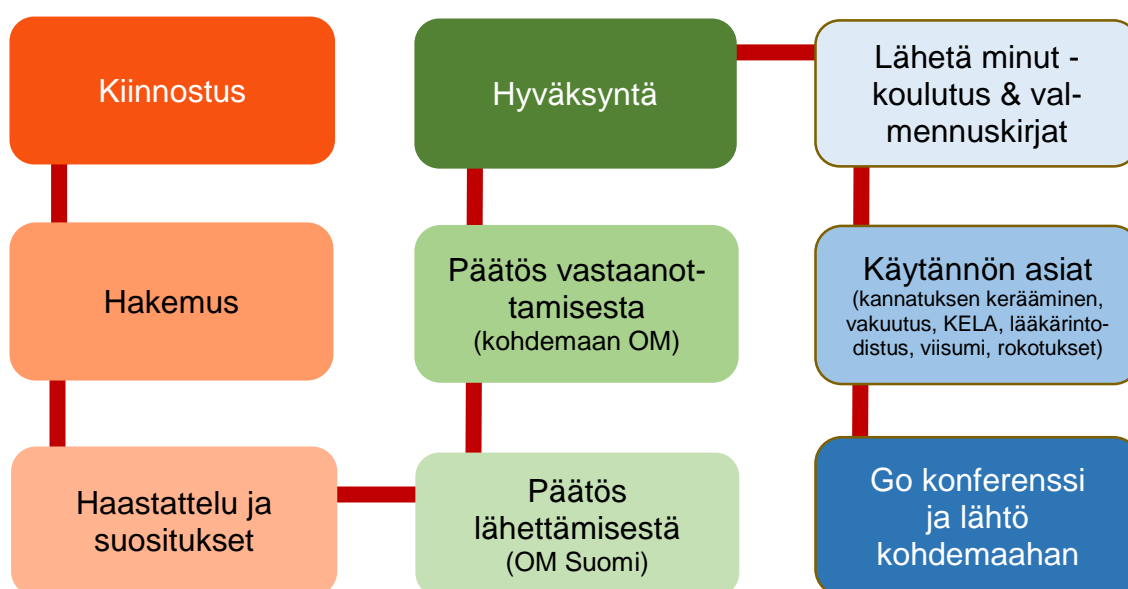 Kiinnostus
Hakemus
Haastattelu ja
suositukset
Päätös
lähettämisestä
(OM Suomi)
Päätös vastaanot-
tamisesta
(kohdemaan OM)
Hyväksyntä
Lähetä minut -
koulutus & val-
mennuskirjat
Käytännön asiat
(kannatuksen kerääminen,
vakuutus, KELA, lääkärinto-
distus, viisumi, rokotukset)
Go konferenssi
ja lähtö
kohdemaahan